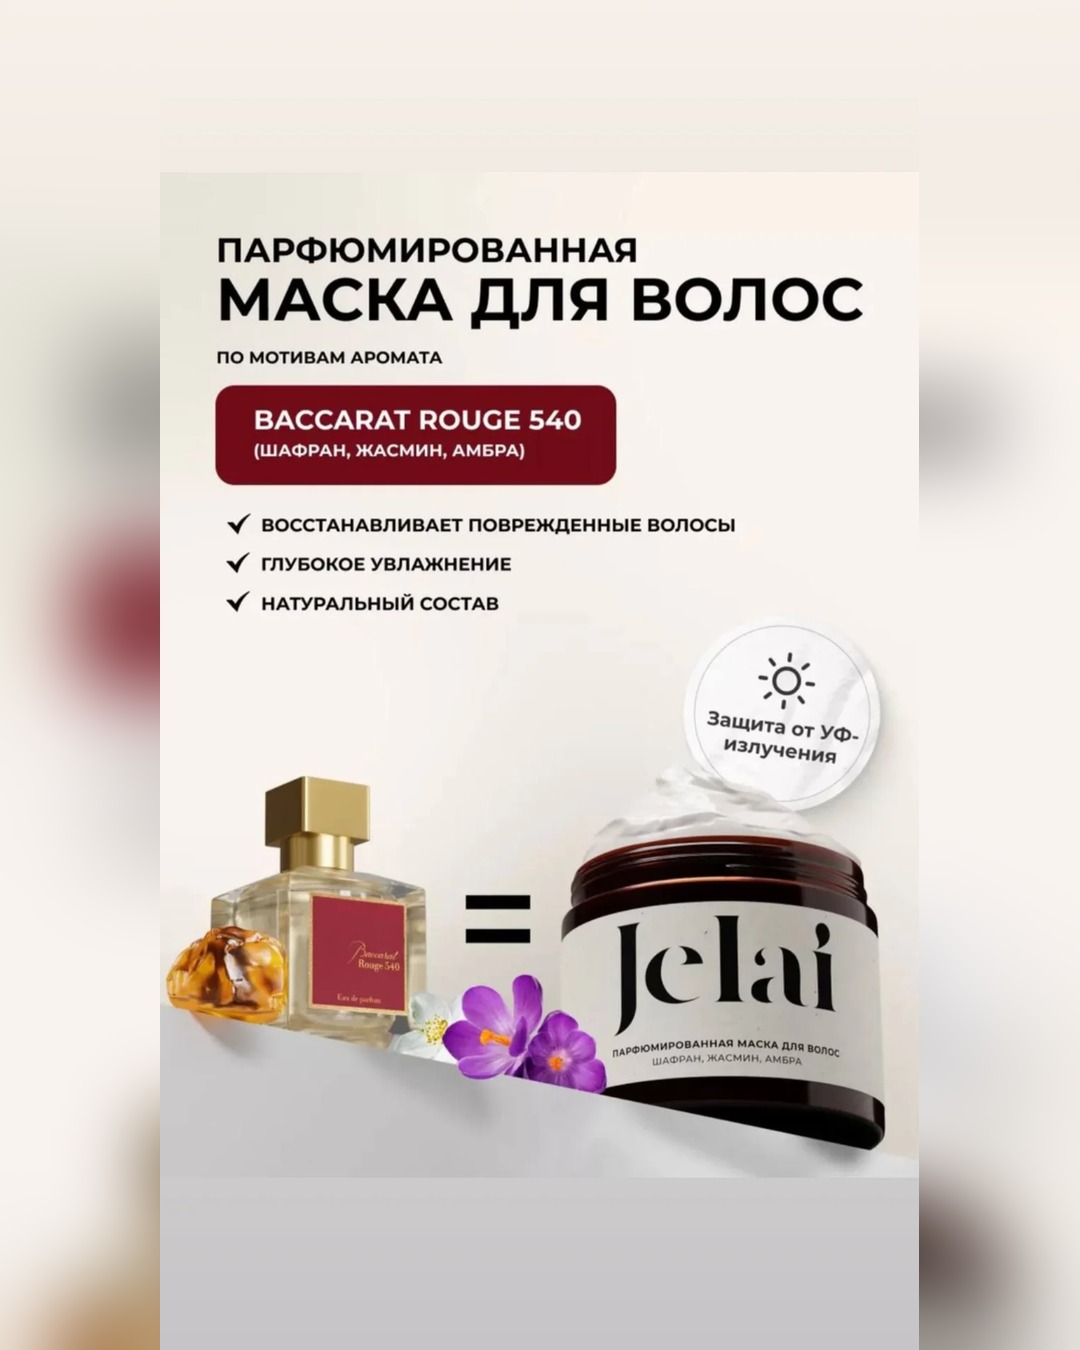 ПАРФЮМИРОВАННАЯ
МАСКА ДЛЯ ВОЛОС
ПО МОТИВАМ АРОМАТА
BACCARAT ROUGE 540
(ШАФРАН, ЖАСМИН, АМБРА)
ВОССТАНАВЛИВАЕТ ПОВРЕЖДЕННЫЕ ВОЛОСЫ
ГЛУБОКОЕ УВЛАЖНЕНИЕ
НАТУРАЛЬНЫЙ СОСТАВ
Защита от УФ-
излучения
Baccarat
Rouge 540
Eau de parfum
=
Jelai
ПАРФЮМИРОВАННАЯ МАСКА ДЛЯ ВОЛОС
ШАФРАН, ЖАСМИН, АМБРА